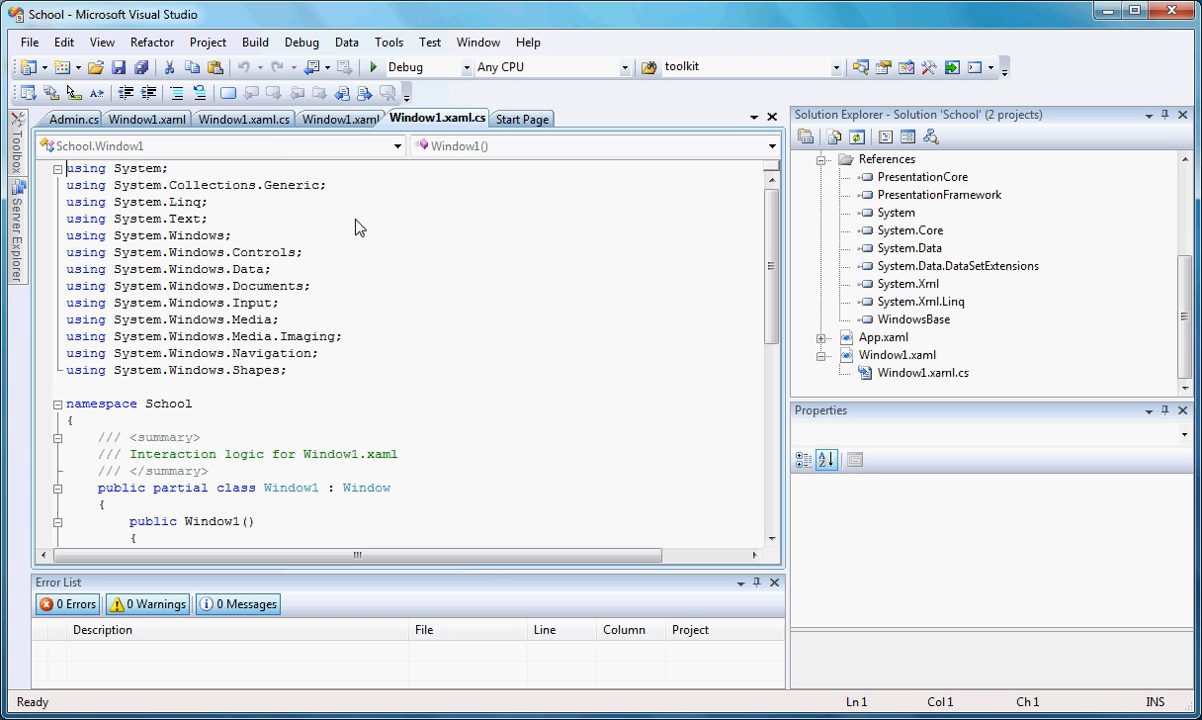 School - Microsoft Visual Studio
File Edit View Refactor Project Build Debug Data Tools Test Window Help
Debug Any CPU toolkit
Admin.cs Window1.xaml Window1.xaml.cs Window1.xaml Window1.xaml.cs Start Page
School.Window1 Window1()
using System;
using System.Collections.Generic;
using System.Linq;
using System.Text;
using System.Windows;
using System.Windows.Controls;
using System.Windows.Data;
using System.Windows.Documents;
using System.Windows.Input;
using System.Windows.Media;
using System.Windows.Media.Imaging;
using System.Windows.Navigation;
using System.Windows.Shapes;
namespace School
{
/// <summary>
/// Interaction logic for Window1.xaml
/// </summary>
public partial class Window1 : Window
{
public Window1()
{
Toolbox
Server Explorer
Solution Explorer - Solution 'School' (2 projects)
References
PresentationCore
PresentationFramework
System
System.Core
System.Data
System.Data.DataSetExtensions
System.Xml
System.Xml.Linq
WindowsBase
App.xaml
Window1.xaml
Window1.xaml.cs
Properties
Error List
0 Errors 0 Warnings 0 Messages
Description File Line Column Project
Ready Ln 1 Col 1 Ch 1 INS